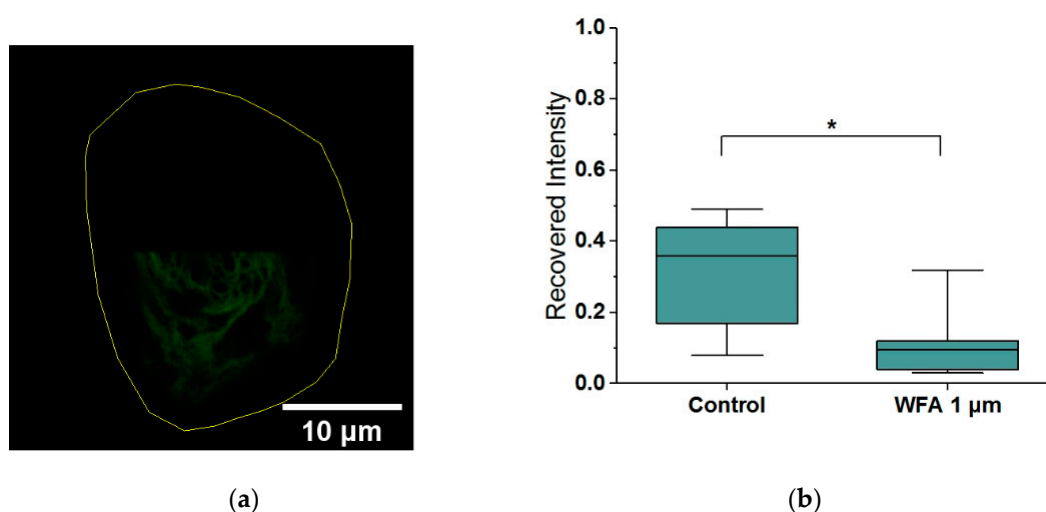 10 µm
(a)
Recovered Intensity
1.0
0.8
0.6
0.4
0.2
0.0
*
Control
WFA 1 µm
(b)